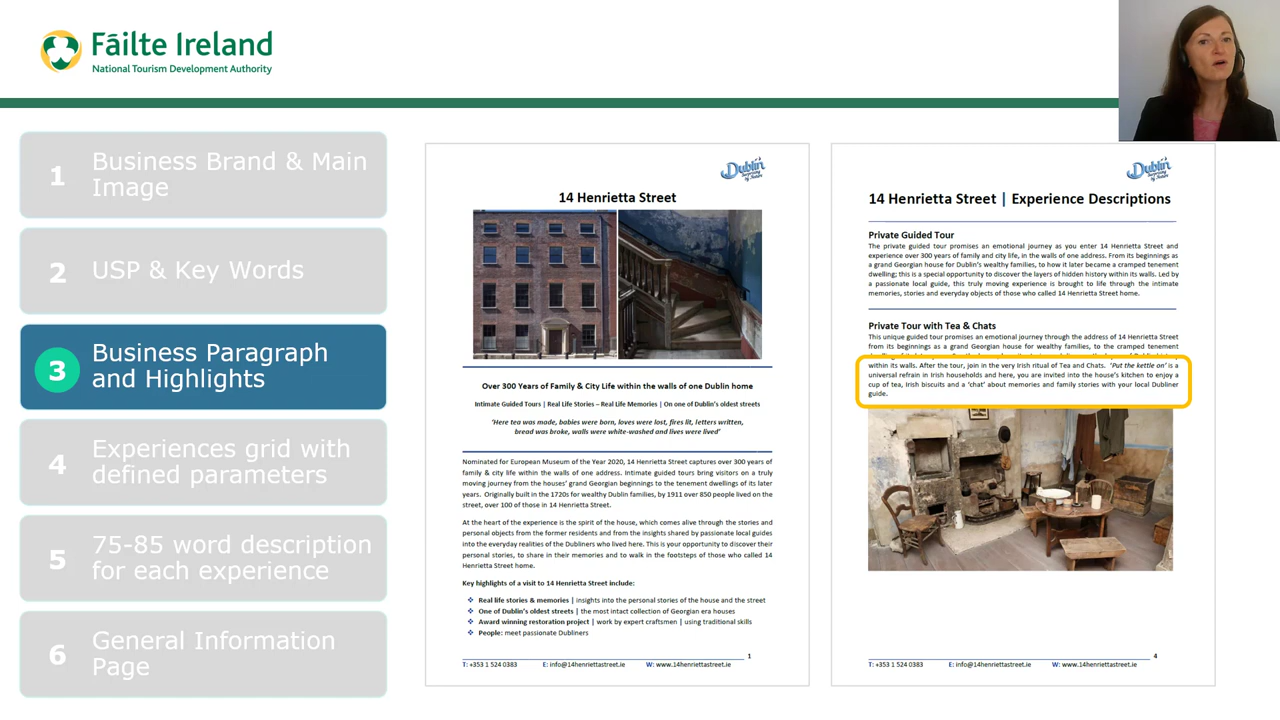 Fáilte Ireland
National Tourism Development Authority
1
Business Brand & Main
Image
2
USP & Key Words
3
Business Paragraph
and Highlights
4
Experiences grid with
defined parameters
5
75-85 word description
for each experience
6
General Information
Page
Dublin
14 Henrietta Street
Over 300 Years of Family & City Life within the walls of one Dublin home
Intimate Guided Tours | Real Life Stories – Real Life Memories | On one of Dublin's oldest streets
'Here tea was made, babies were born, loves were lost, fires lit, letters written,
bread was broke, walls were white-washed and lives were lived'
Nominated for European Museum of the Year 2020, 14 Henrietta Street captures over 300 years of
family & city life within the walls of one address. Intimate guided tours bring visitors on a truly
moving journey from the houses' grand Georgian beginnings to the tenement dwellings of its later
years. Originally built in the 1720s for wealthy Dublin families, by 1911 over 850 people lived on the
street, over 100 of those in 14 Henrietta Street.
At the heart of the experience is the spirit of the house, which comes alive through the stories and
personal objects from the former residents and from the insights shared by passionate local guides
into the everyday realities of the Dubliners who lived here. This is your opportunity to discover their
personal stories, to share in their memories and to walk in the footsteps of those who called 14
Henrietta Street home.
Key highlights of a visit to 14 Henrietta Street include:
❖ Real life stories & memories | insights into the personal stories of the house and the street
❖ One of Dublin's oldest streets | the most intact collection of Georgian era houses
❖ Award winning restoration project | work by expert craftsmen | using traditional skills
❖ People: meet passionate Dubliners
1
T: +353 1 524 0383 E: info@14henriettastreet.ie W: www.14henriettastreet.ie
Dublin
14 Henrietta Street | Experience Descriptions
Private Guided Tour
The private guided tour promises an emotional journey as you enter 14 Henrietta Street and
experience over 300 years of family and city life, in the walls of one address. From its beginnings as
a grand Georgian house for Dublin's wealthy families, to how it later became a cramped tenement
dwelling; this is a special opportunity to discover the layers of hidden history within its walls. Led by
a passionate local guide, this truly moving experience is brought to life through the intimate
memories, stories and everyday objects of those who called 14 Henrietta Street home.
Private Tour with Tea & Chats
This unique guided tour promises an emotional journey through the address of 14 Henrietta Street
from its beginnings as a grand Georgian house for wealthy families, to the cramped tenement
within its walls. After the tour, join in the very Irish ritual of Tea and Chats. 'Put the kettle on' is a
universal refrain in Irish households and here, you are invited into the house's kitchen to enjoy a
cup of tea, Irish biscuits and a 'chat' about memories and family stories with your local Dubliner
guide.
4
T: +353 1 524 0383 E: info@14henriettastreet.ie W: www.14henriettastreet.ie